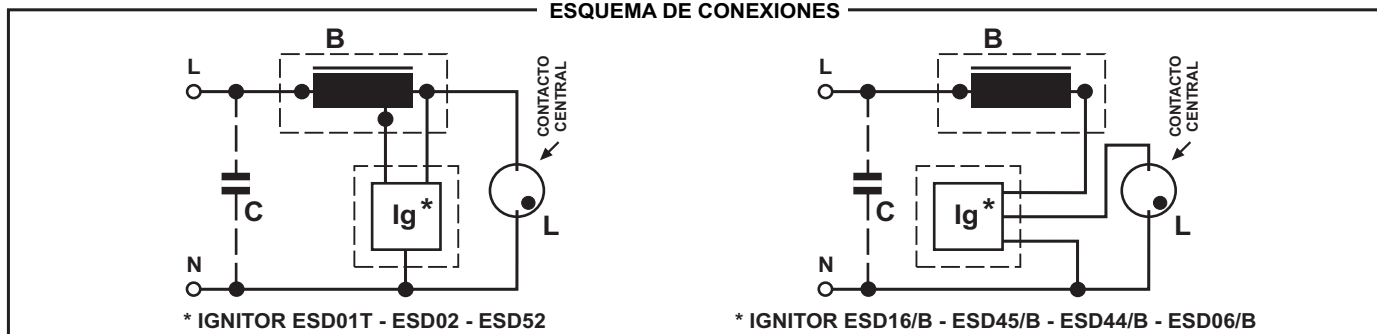 ESQUEMA DE CONEXIONES
B
L
CONTACTO
CENTRAL
C
Ig*
L
N
* IGNITOR ESD01T - ESD02 - ESD52
B
L
CONTACTO
CENTRAL
C
Ig*
L
N
* IGNITOR ESD16/B - ESD45/B - ESD44/B - ESD06/B